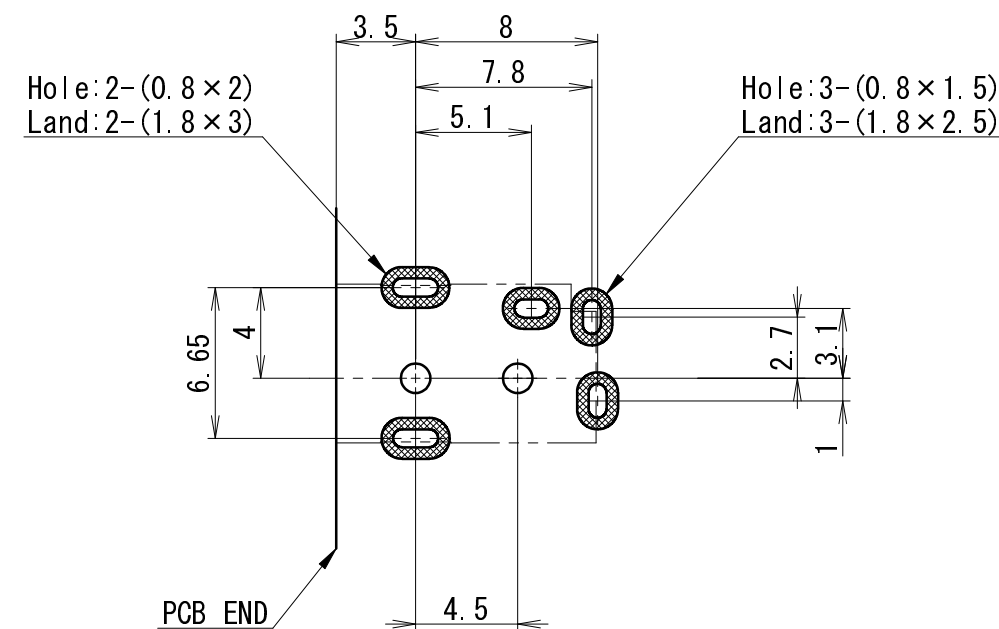 3.5
8
7.8
5.1
Hole:2-(0.8×2)
Land:2-(1.8×3)
Hole:3-(0.8×1.5)
Land:3-(1.8×2.5)
6.65
4
2.7
3.1
1
4.5
PCB END